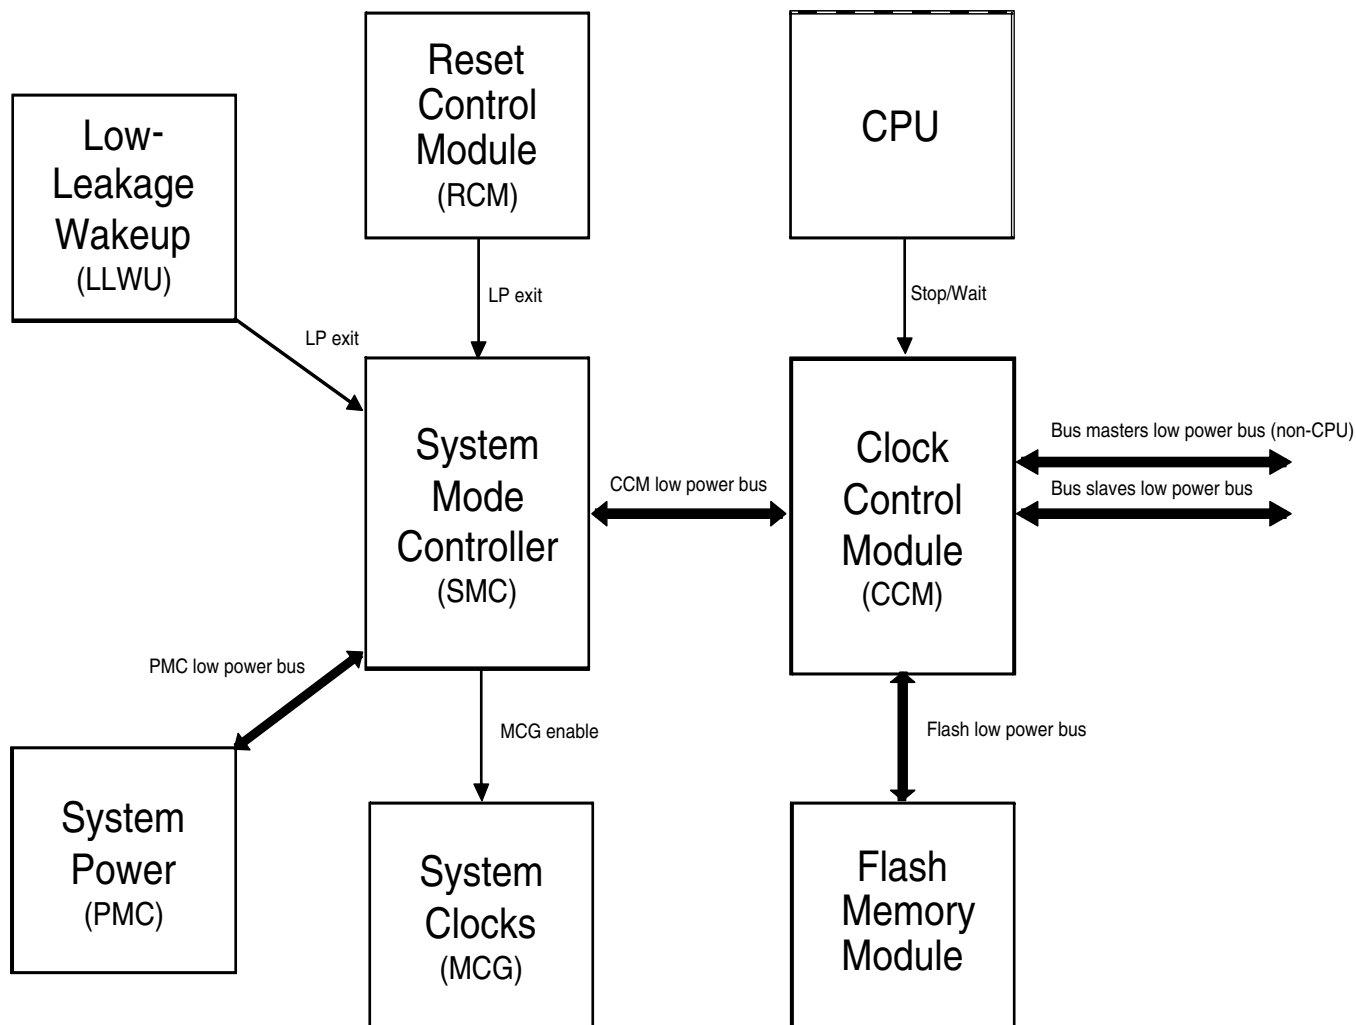 Reset
Control
Module
(RCM)
CPU
Low-
Leakage
Wakeup
(LLWU)
LP exit
LP exit
Stop/Wait
System
Mode
Controller
(SMC)
CCM low power bus
Clock
Control
Module
(CCM)
Bus masters low power bus (non-CPU)
Bus slaves low power bus
PMC low power bus
MCG enable
Flash low power bus
System
Power
(PMC)
System
Clocks
(MCG)
Flash
Memory
Module